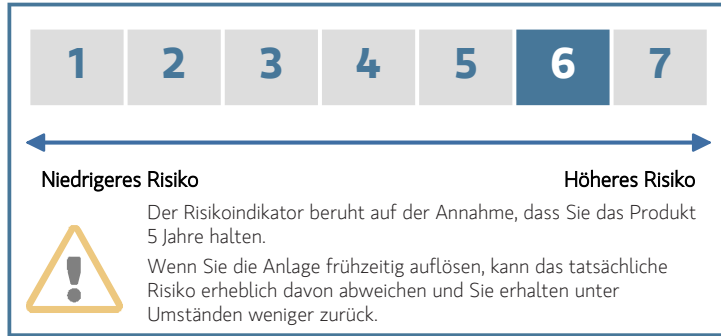 1 2 3 4 5 6 7
Niedrigeres Risiko Höheres Risiko
Der Risikoindikator beruht auf der Annahme, dass Sie das Produkt
5 Jahre halten.
Wenn Sie die Anlage frühzeitig auflösen, kann das tatsächliche
Risiko erheblich davon abweichen und Sie erhalten unter
Umständen weniger zurück.